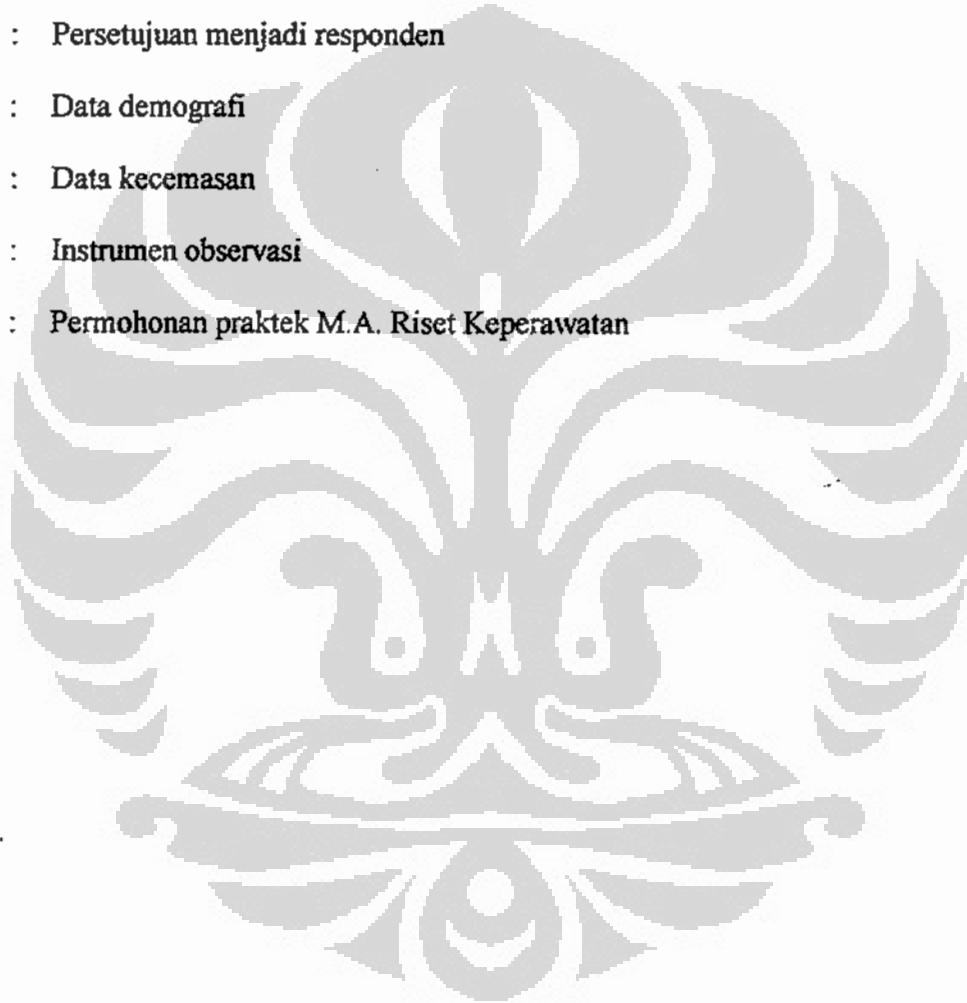 : Persetujuan menjadi responden
: Data demografi
: Data kecemasan
: Instrumen observasi
: Permohonan praktek M.A. Riset Keperawatan